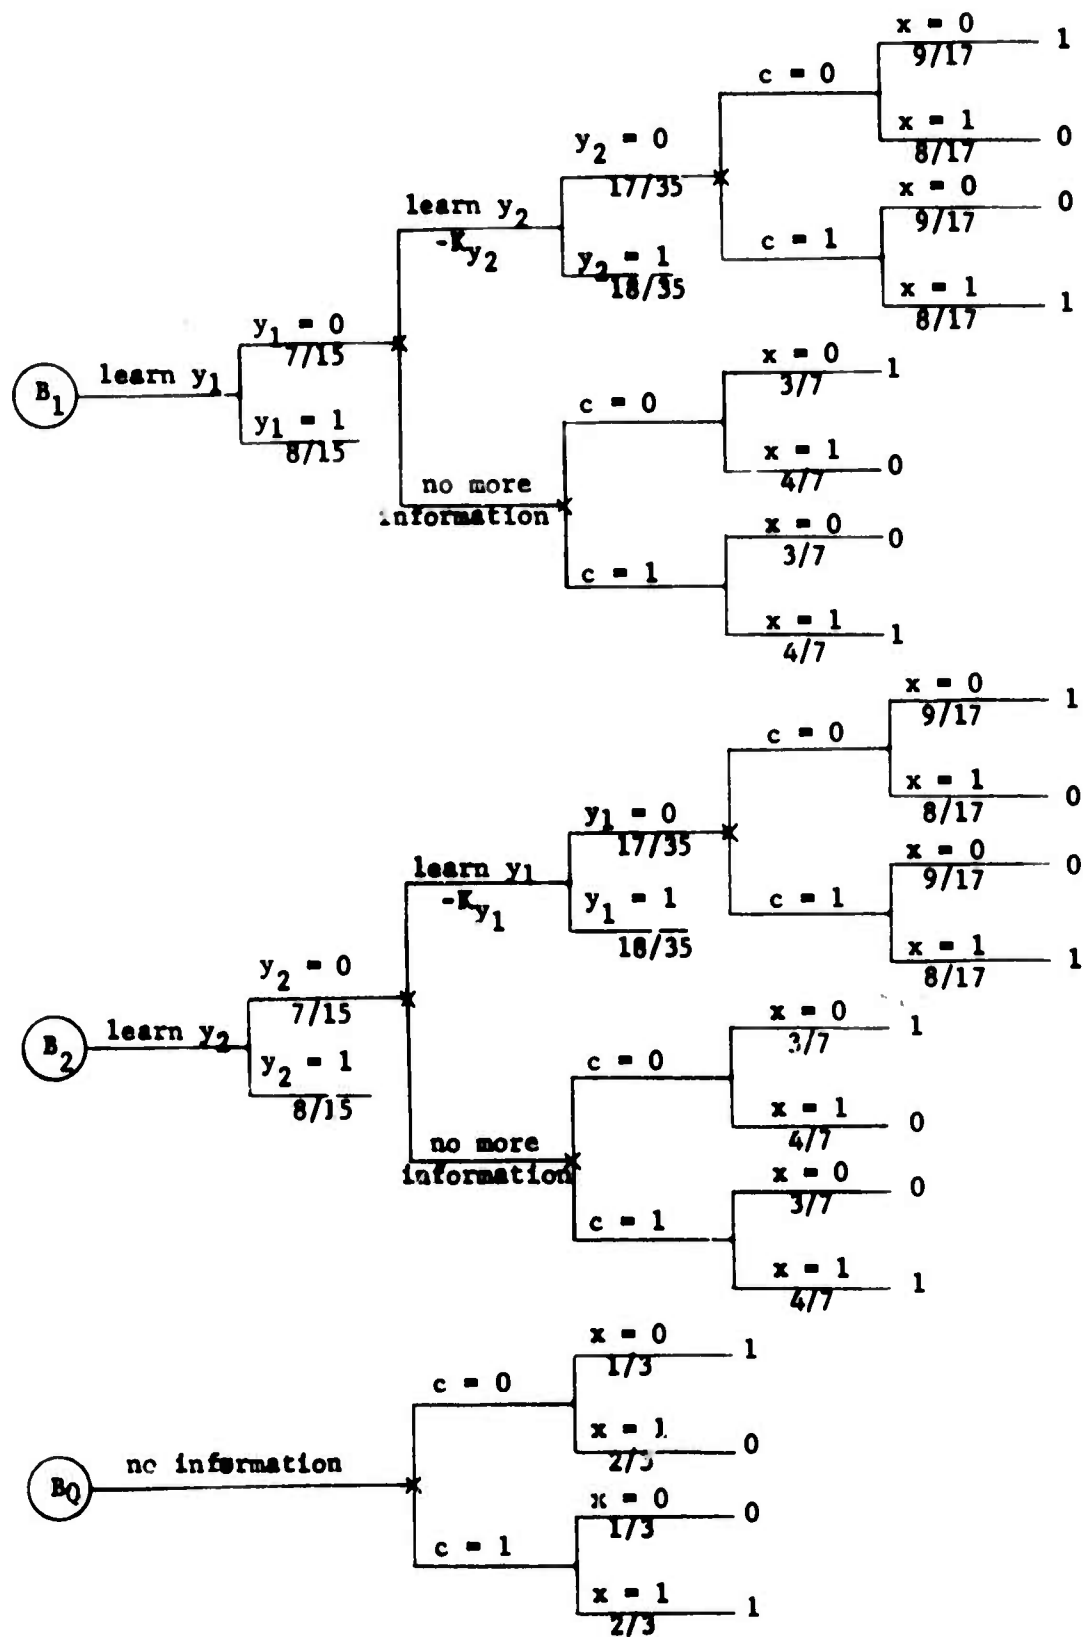 x = 0
9/17 1
c = 0
x = 1
8/17 0
y2 = 0
17/35
x = 0
9/17 0
learn y2
-Ky2
c = 1
y2 = 1
18/35
x = 1
8/17 1
y1 = 0
7/15
x = 0
3/7 1
B1 learn y1
c = 0
y1 = 1
8/15
x = 1
4/7 0
no more
information
x = 0
3/7 0
c = 1
x = 1
4/7 1
x = 0
9/17 1
c = 0
x = 1
8/17 0
y1 = 0
17/35
x = 0
9/17 0
learn y1
-Ky1
y1 = 1
18/35
c = 1
x = 1
8/17 1
y2 = 0
7/15
x = 0
3/7 1
B2 learn y2
y2 = 1
8/15
c = 0
x = 1
4/7 0
no more
information
x = 0
3/7 0
c = 1
x = 1
4/7 1
x = 0
1/3 1
c = 0
x = 1
2/3 0
BQ no information
x = 0
1/3 0
c = 1
x = 1
2/3 1